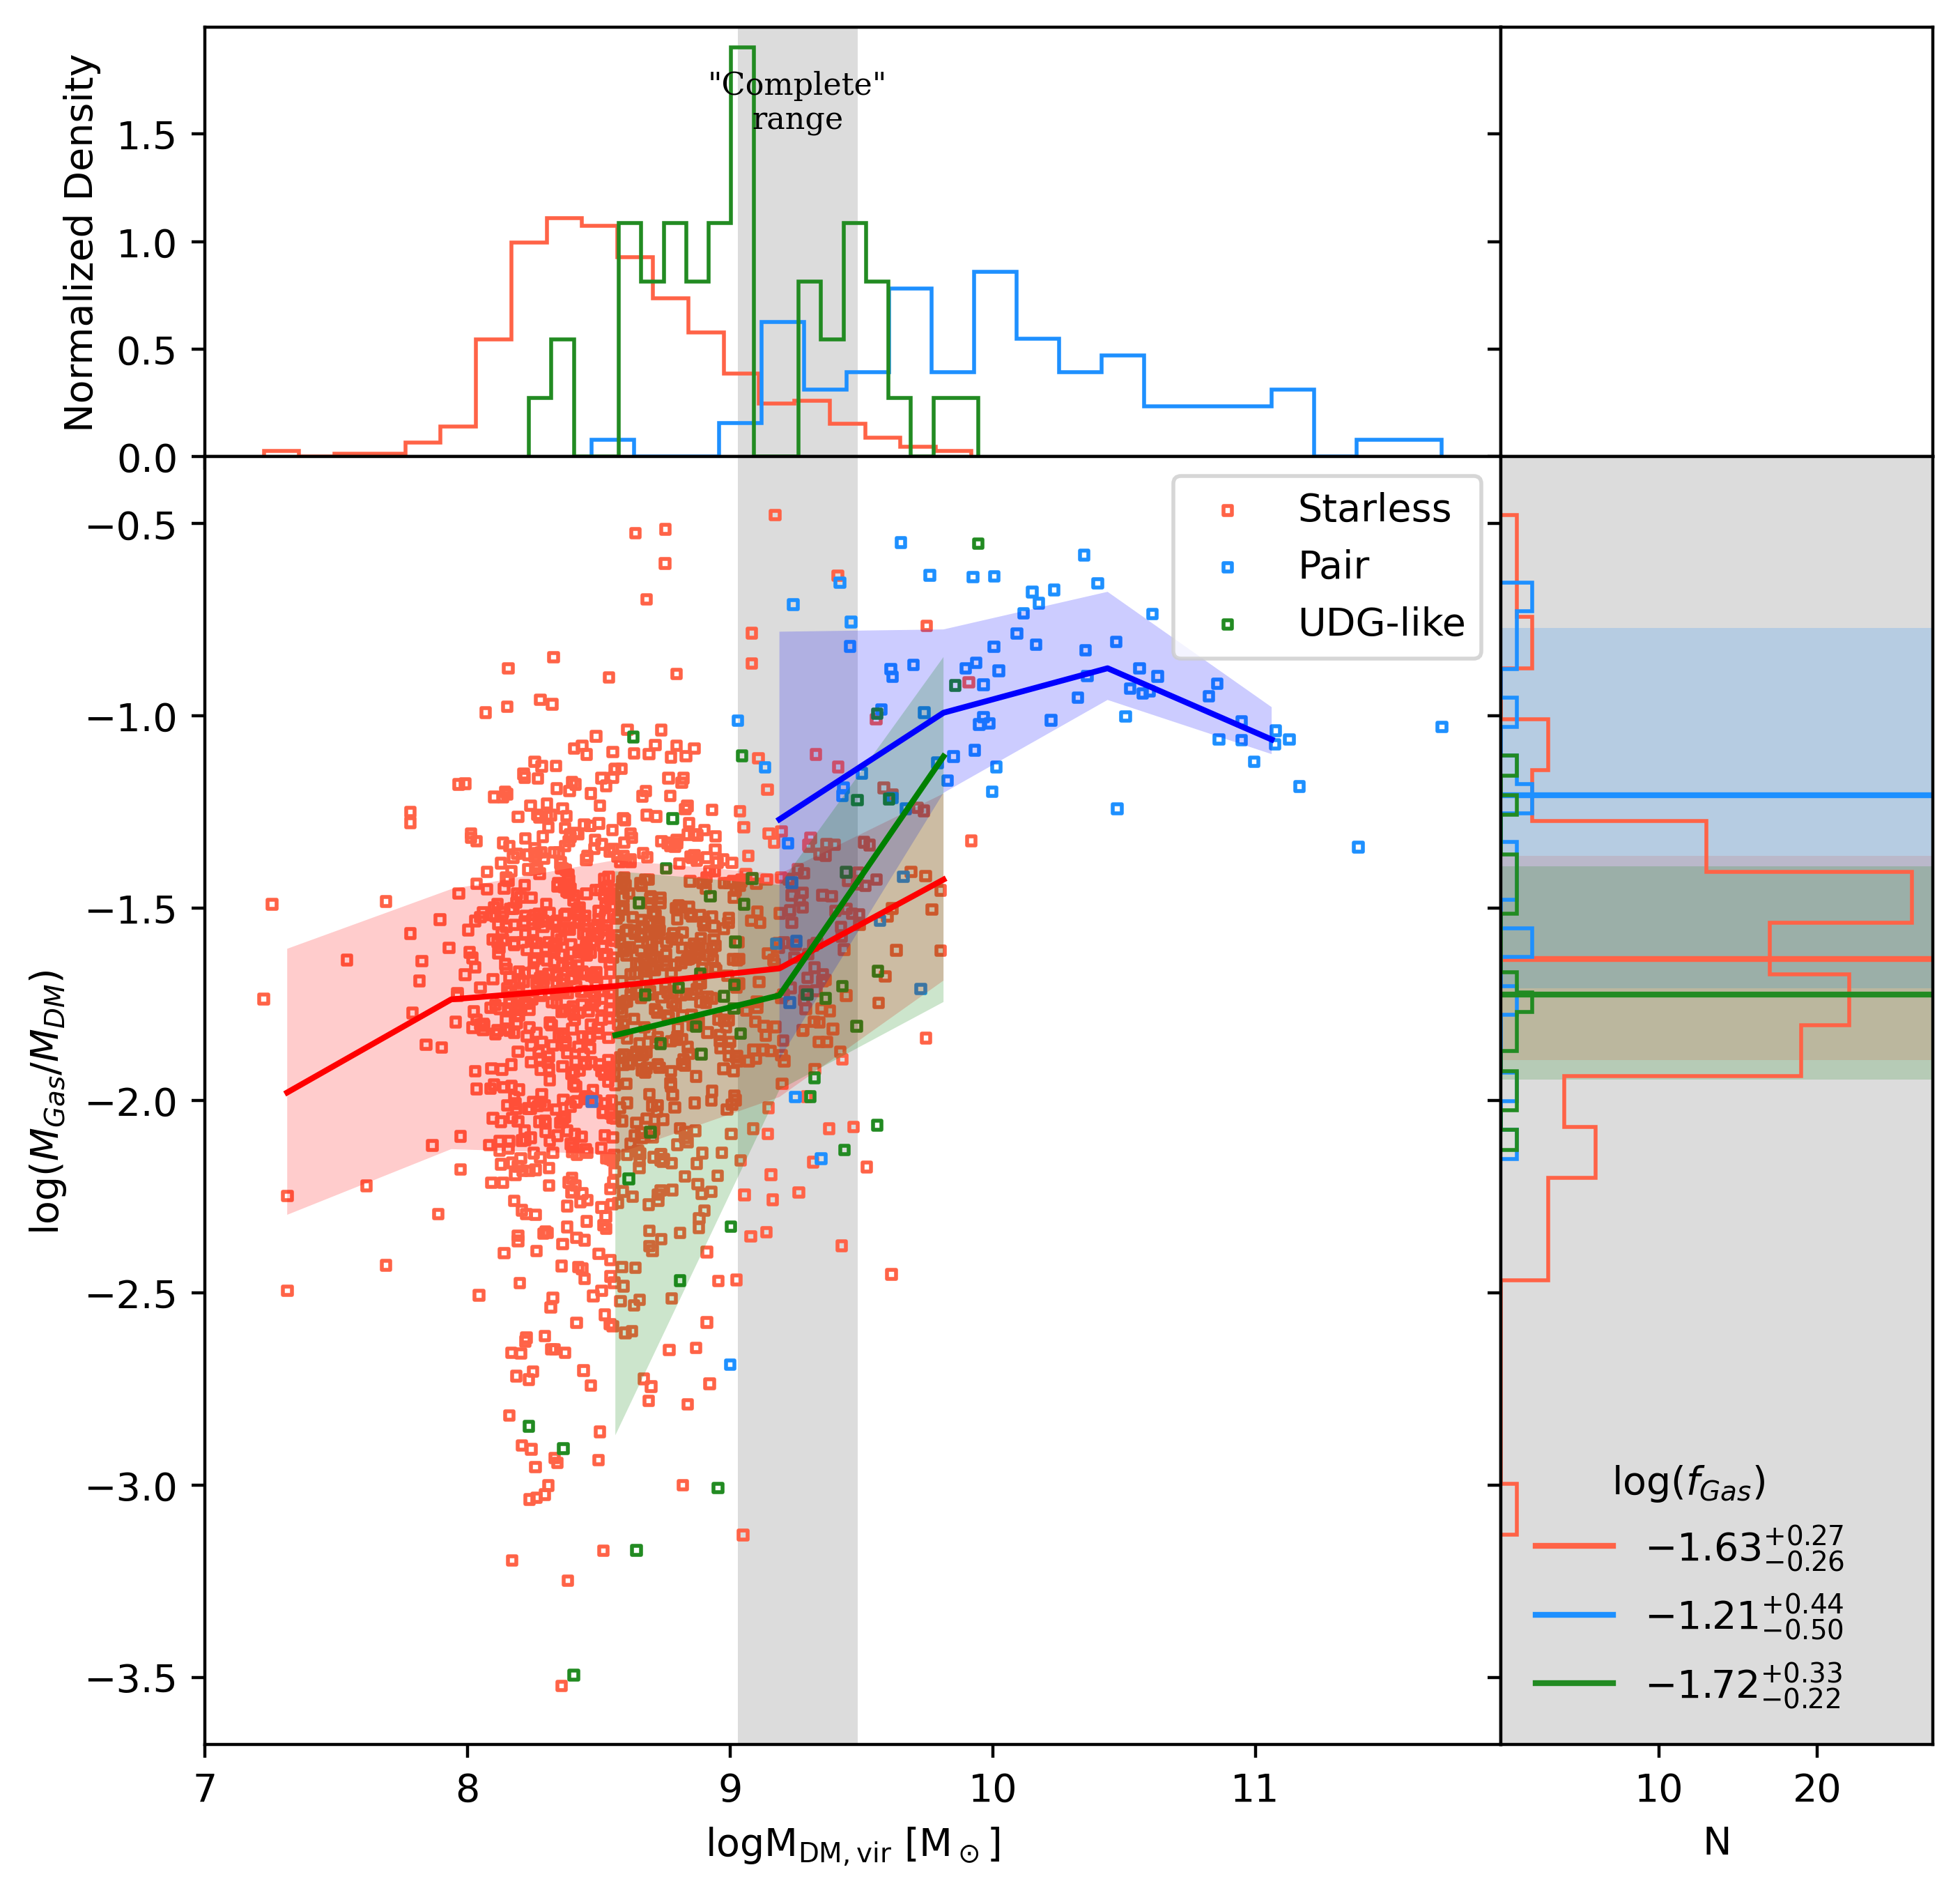 Normalized Density
1.5
1.0
0.5
0.0
"Complete"
range
log(M_Gas/M_DM)
−0.5
−1.0
−1.5
−2.0
−2.5
−3.0
−3.5
Starless
Pair
UDG-like
log(f_Gas)
−1.63 +0.27 −0.26
−1.21 +0.44 −0.50
−1.72 +0.33 −0.22
7 8 9 10 11
logM_DM, vir [M_⊙]
10 20
N